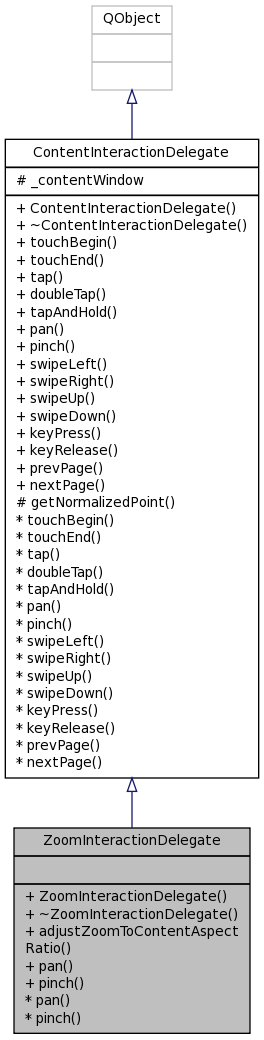 QObject
ContentInteractionDelegate
# _contentWindow
+ ContentInteractionDelegate()
+ ~ContentInteractionDelegate()
+ touchBegin()
+ touchEnd()
+ tap()
+ doubleTap()
+ tapAndHold()
+ pan()
+ pinch()
+ swipeLeft()
+ swipeRight()
+ swipeUp()
+ swipeDown()
+ keyPress()
+ keyRelease()
+ prevPage()
+ nextPage()
# getNormalizedPoint()
* touchBegin()
* touchEnd()
* tap()
* doubleTap()
* tapAndHold()
* pan()
* pinch()
* swipeLeft()
* swipeRight()
* swipeUp()
* swipeDown()
* keyPress()
* keyRelease()
* prevPage()
* nextPage()
ZoomInteractionDelegate
+ ZoomInteractionDelegate()
+ ~ZoomInteractionDelegate()
+ adjustZoomToContentAspect
Ratio()
+ pan()
+ pinch()
* pan()
* pinch()